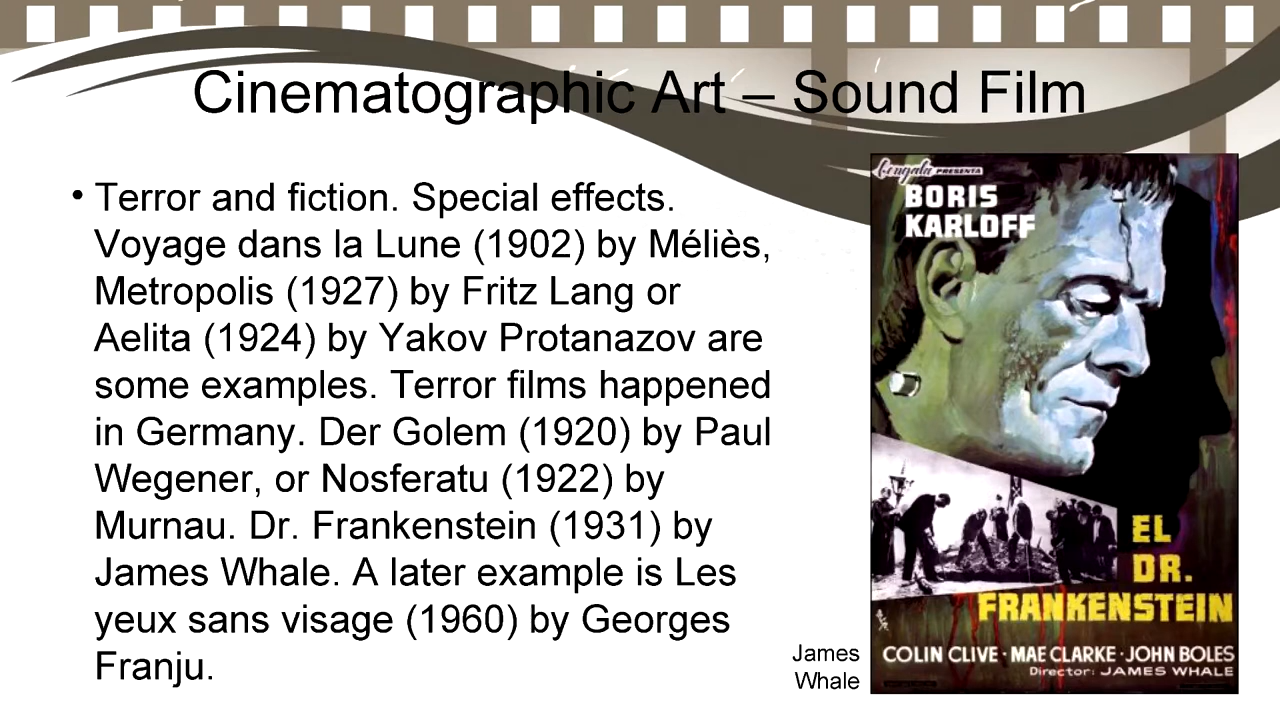 Cinematographic Art – Sound Film
• Terror and fiction. Special effects.
Voyage dans la Lune (1902) by Méliès,
Metropolis (1927) by Fritz Lang or
Aelita (1924) by Yakov Protanazov are
some examples. Terror films happened
in Germany. Der Golem (1920) by Paul
Wegener, or Nosferatu (1922) by
Murnau. Dr. Frankenstein (1931) by
James Whale. A later example is Les
yeux sans visage (1960) by Georges
Franju.
James
Whale
bengala PRESENTA
BORIS
KARLOFF
EL
DR.
FRANKENSTEIN
COLIN CLIVE · MAE CLARKE · JOHN BOLES
Director: JAMES WHALE